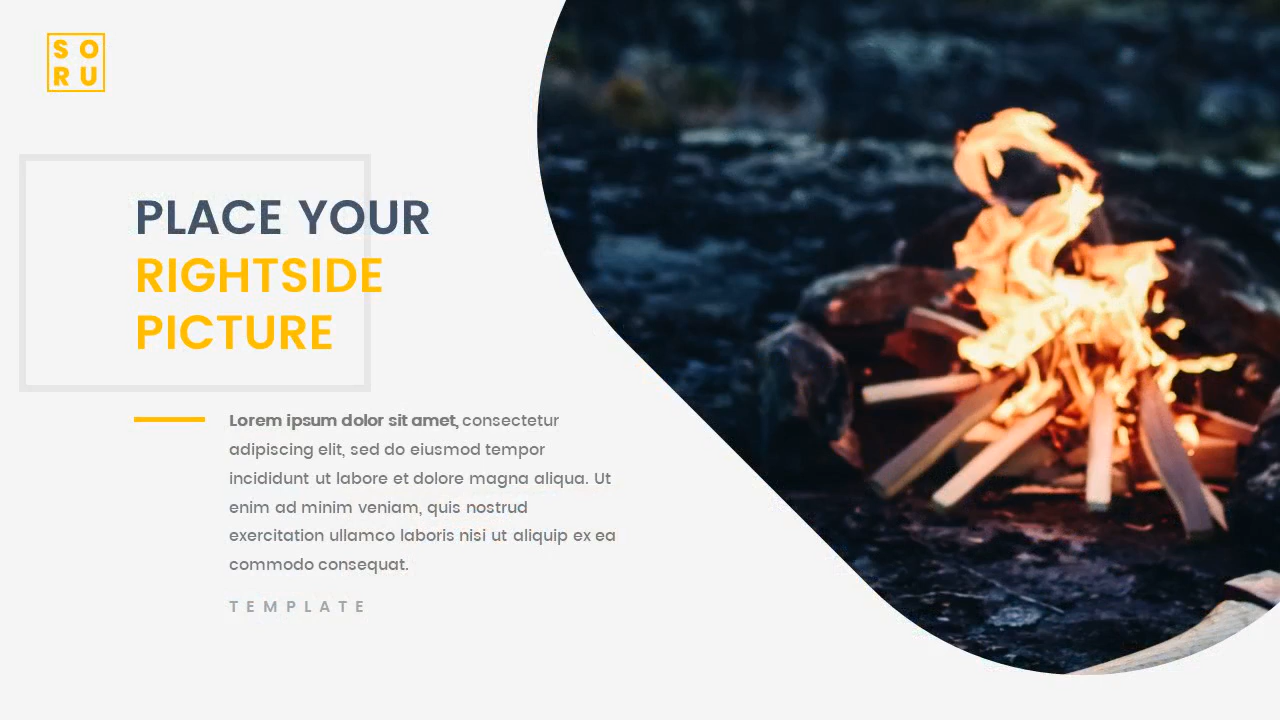 S O
R U
PLACE YOUR
RIGHTSIDE
PICTURE
Lorem ipsum dolor sit amet, consectetur
adipiscing elit, sed do eiusmod tempor
incididunt ut labore et dolore magna aliqua. Ut
enim ad minim veniam, quis nostrud
exercitation ullamco laboris nisi ut aliquip ex ea
commodo consequat.
TEMPLATE